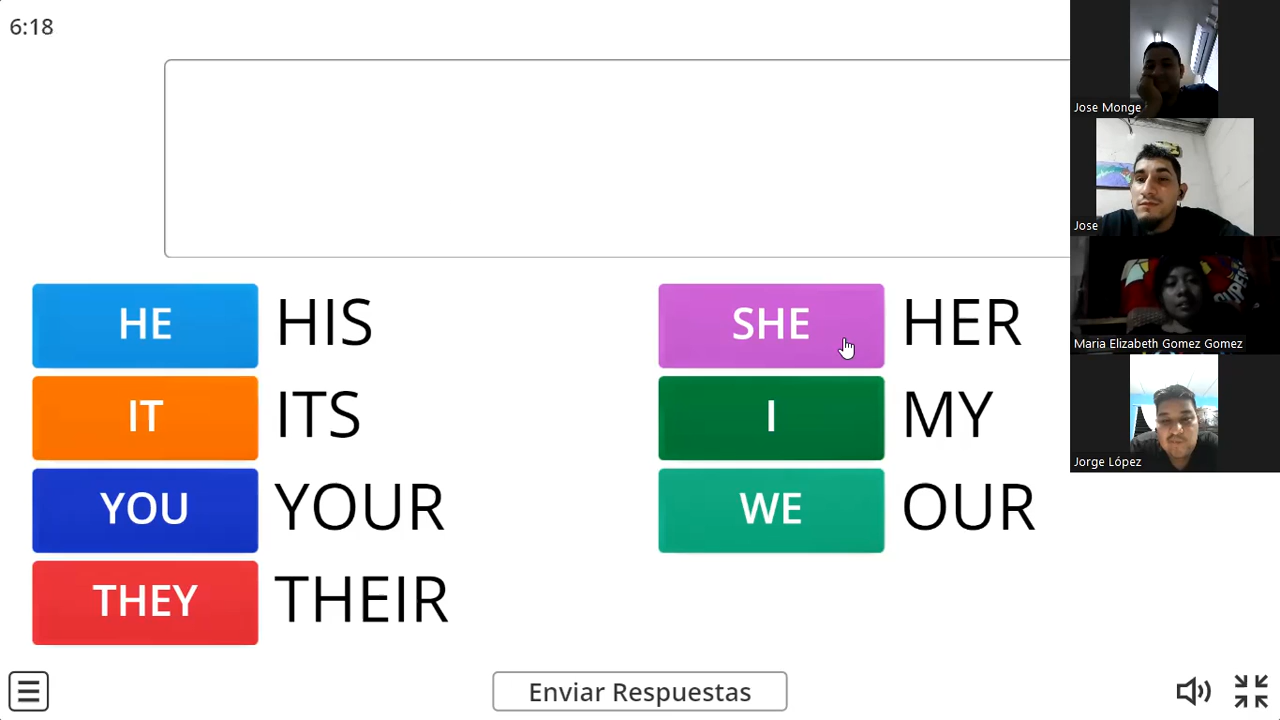 6:18
HE HIS
SHE HER
IT ITS
I MY
YOU YOUR
WE OUR
THEY THEIR
Enviar Respuestas
Jose Monge
Jose
Maria Elizabeth Gomez Gomez
Jorge López